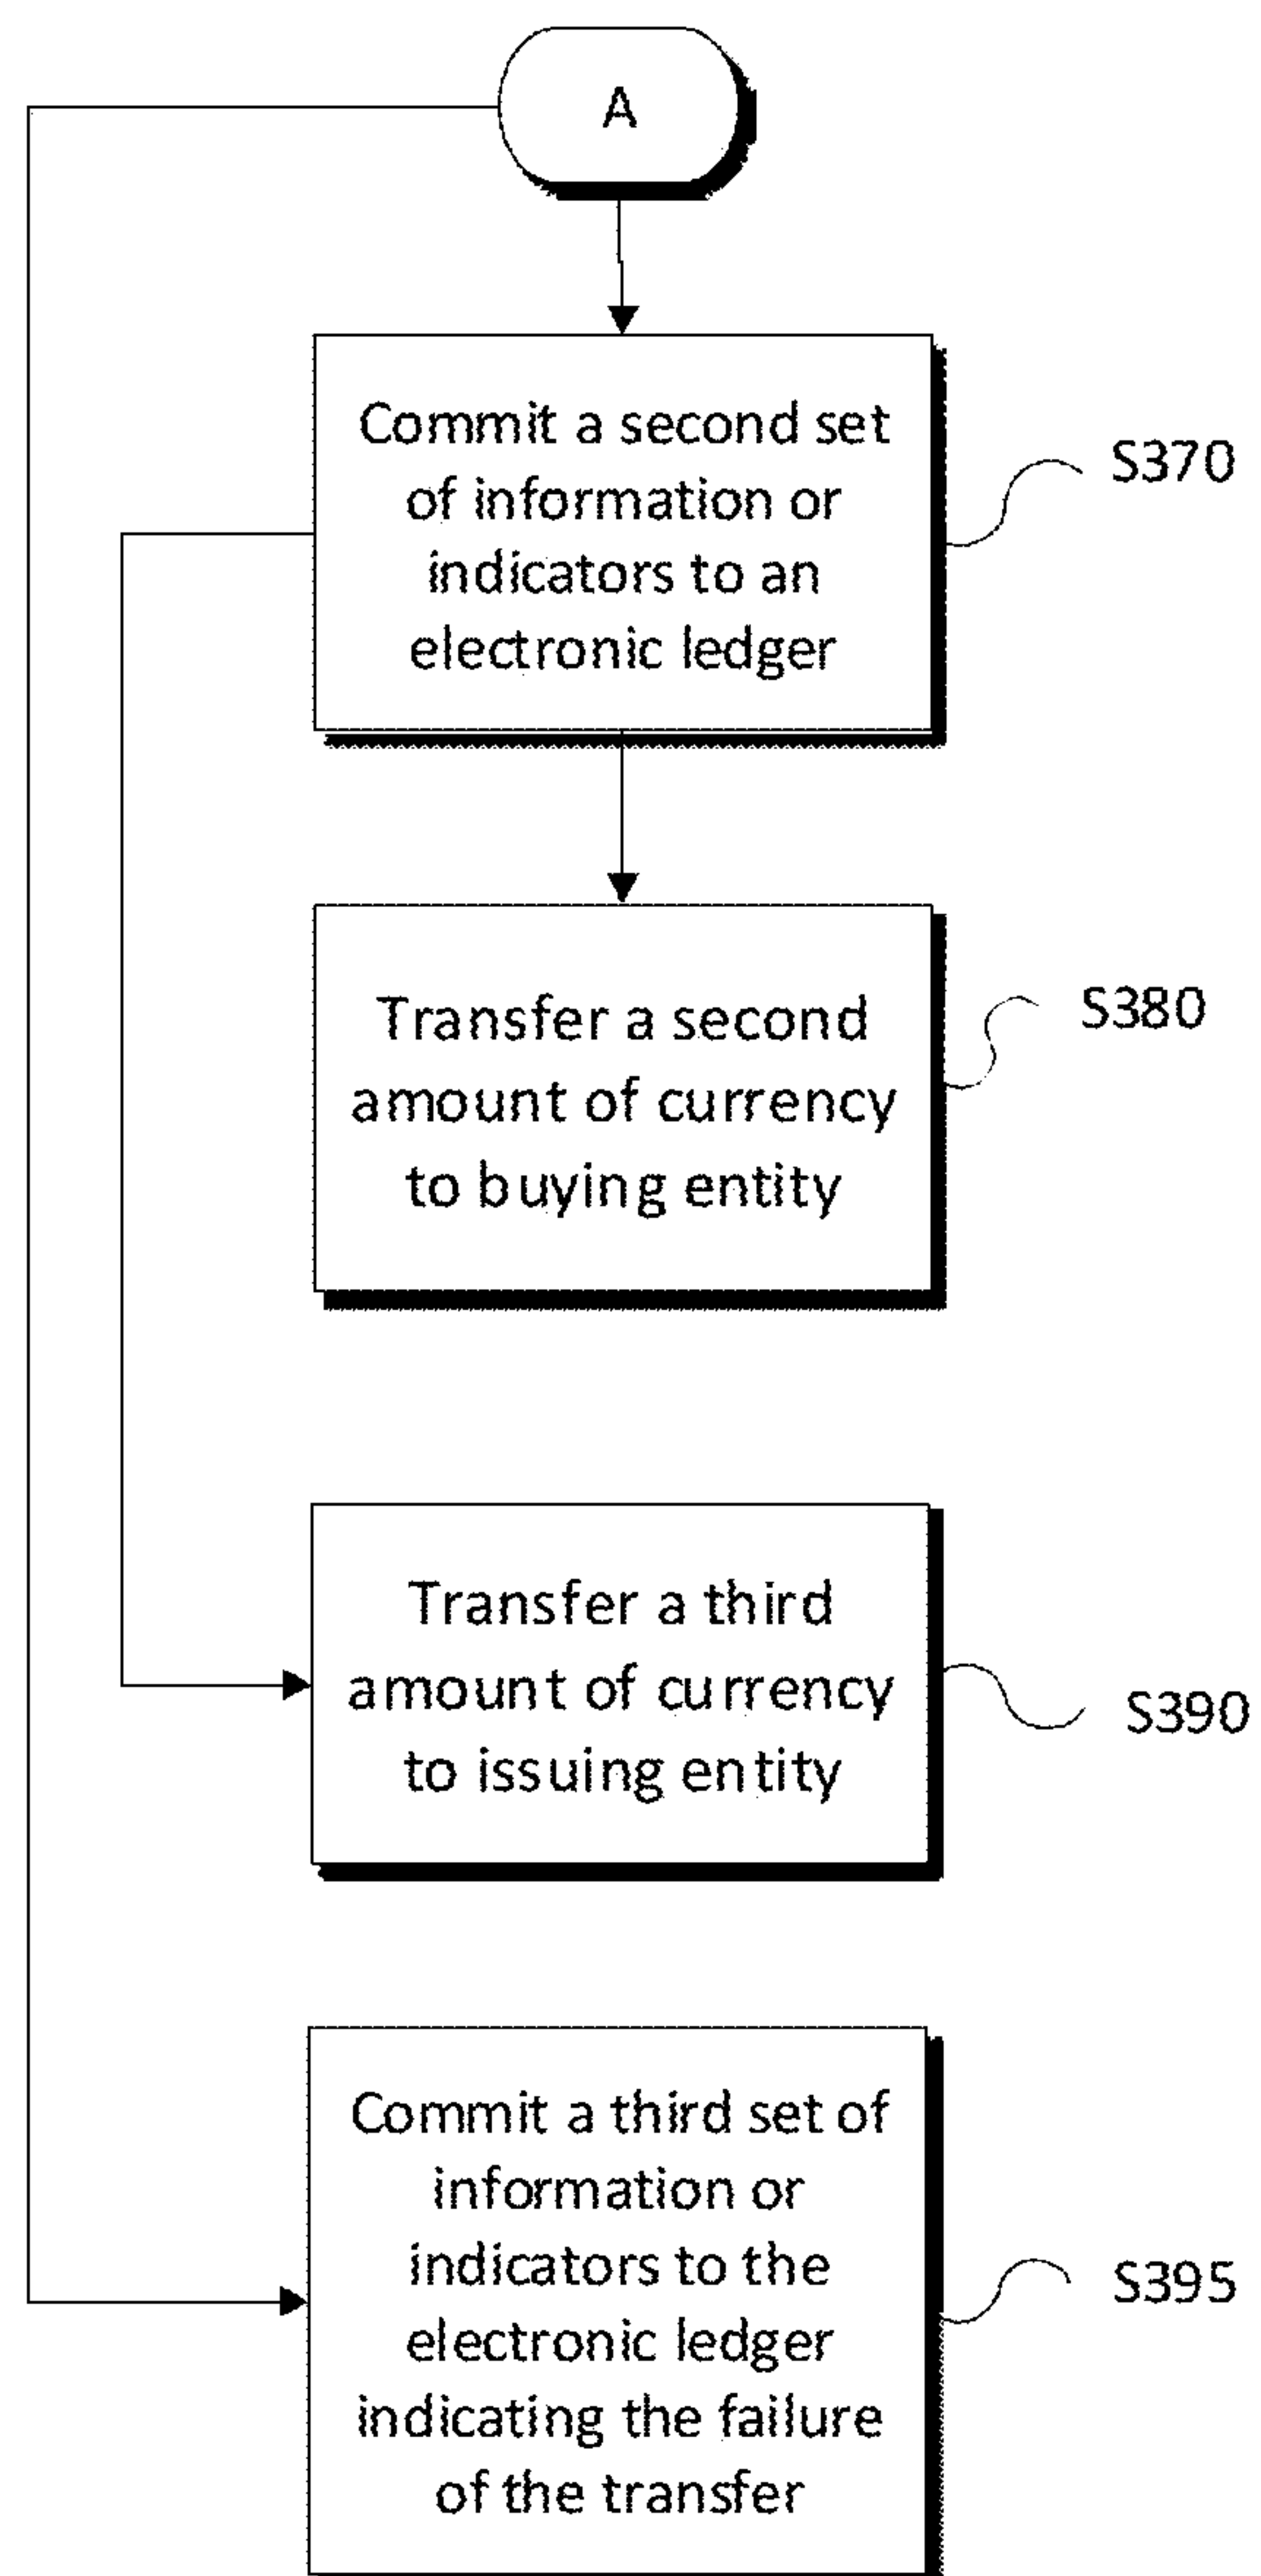 A
Commit a second set
of information or
indicators to an
electronic ledger
S370
Transfer a second
amount of currency
to buying entity
S380
Transfer a third
amount of currency
to issuing entity
S390
Commit a third set of
information or
indicators to the
electronic ledger
indicating the failure
of the transfer
S395